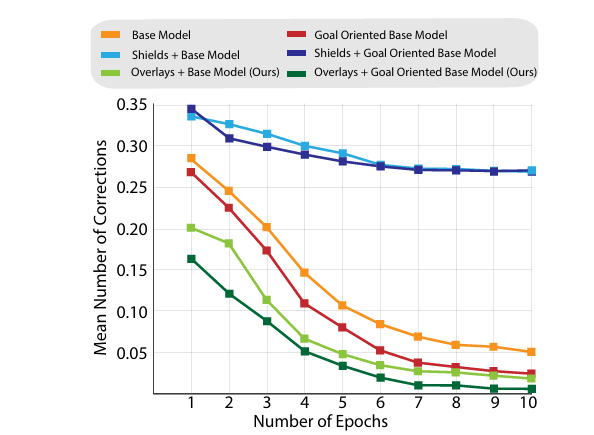 Base Model
Goal Oriented Base Model
Shields + Base Model
Shields + Goal Oriented Base Model
Overlays + Base Model (Ours)
Overlays + Goal Oriented Base Model (Ours)
0.35
0.30
0.25
0.20
0.15
0.10
0.05
Mean Number of Corrections
1 2 3 4 5 6 7 8 9 10
Number of Epochs